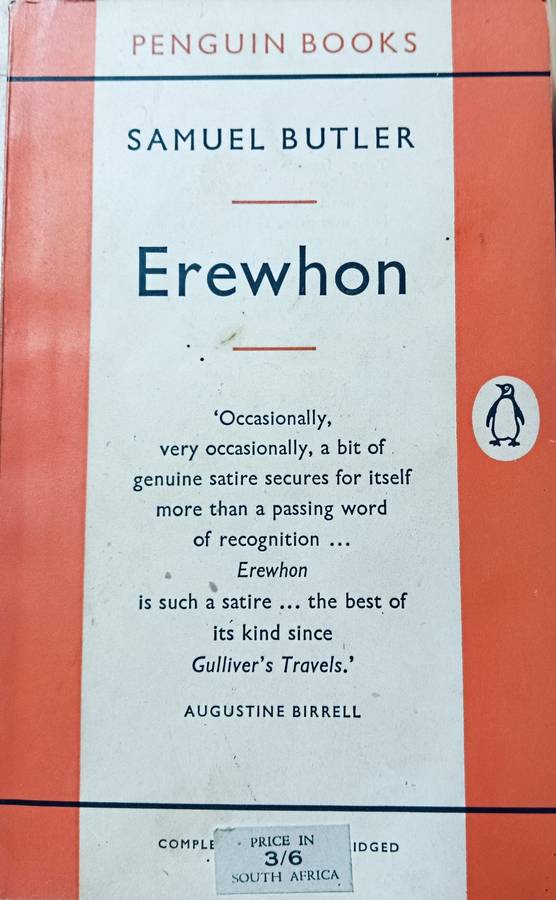 PENGUIN BOOKS
SAMUEL BUTLER
Erewhon
‘Occasionally,
very occasionally, a bit of
genuine satire secures for itself
more than a passing word
of recognition ...
Erewhon
is such a satire ... the best of
its kind since
Gulliver's Travels.’
AUGUSTINE BIRRELL
PRICE IN
3/6
SOUTH AFRICA